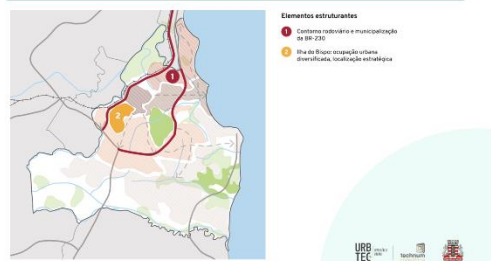 Elementos estruturantes
1 Contorno rodoviário e municipalização
da BR-230
2 Ilha do Bispo: ocupação urbana
diversificada, localização estratégica
1
2
URB
TEC
technum